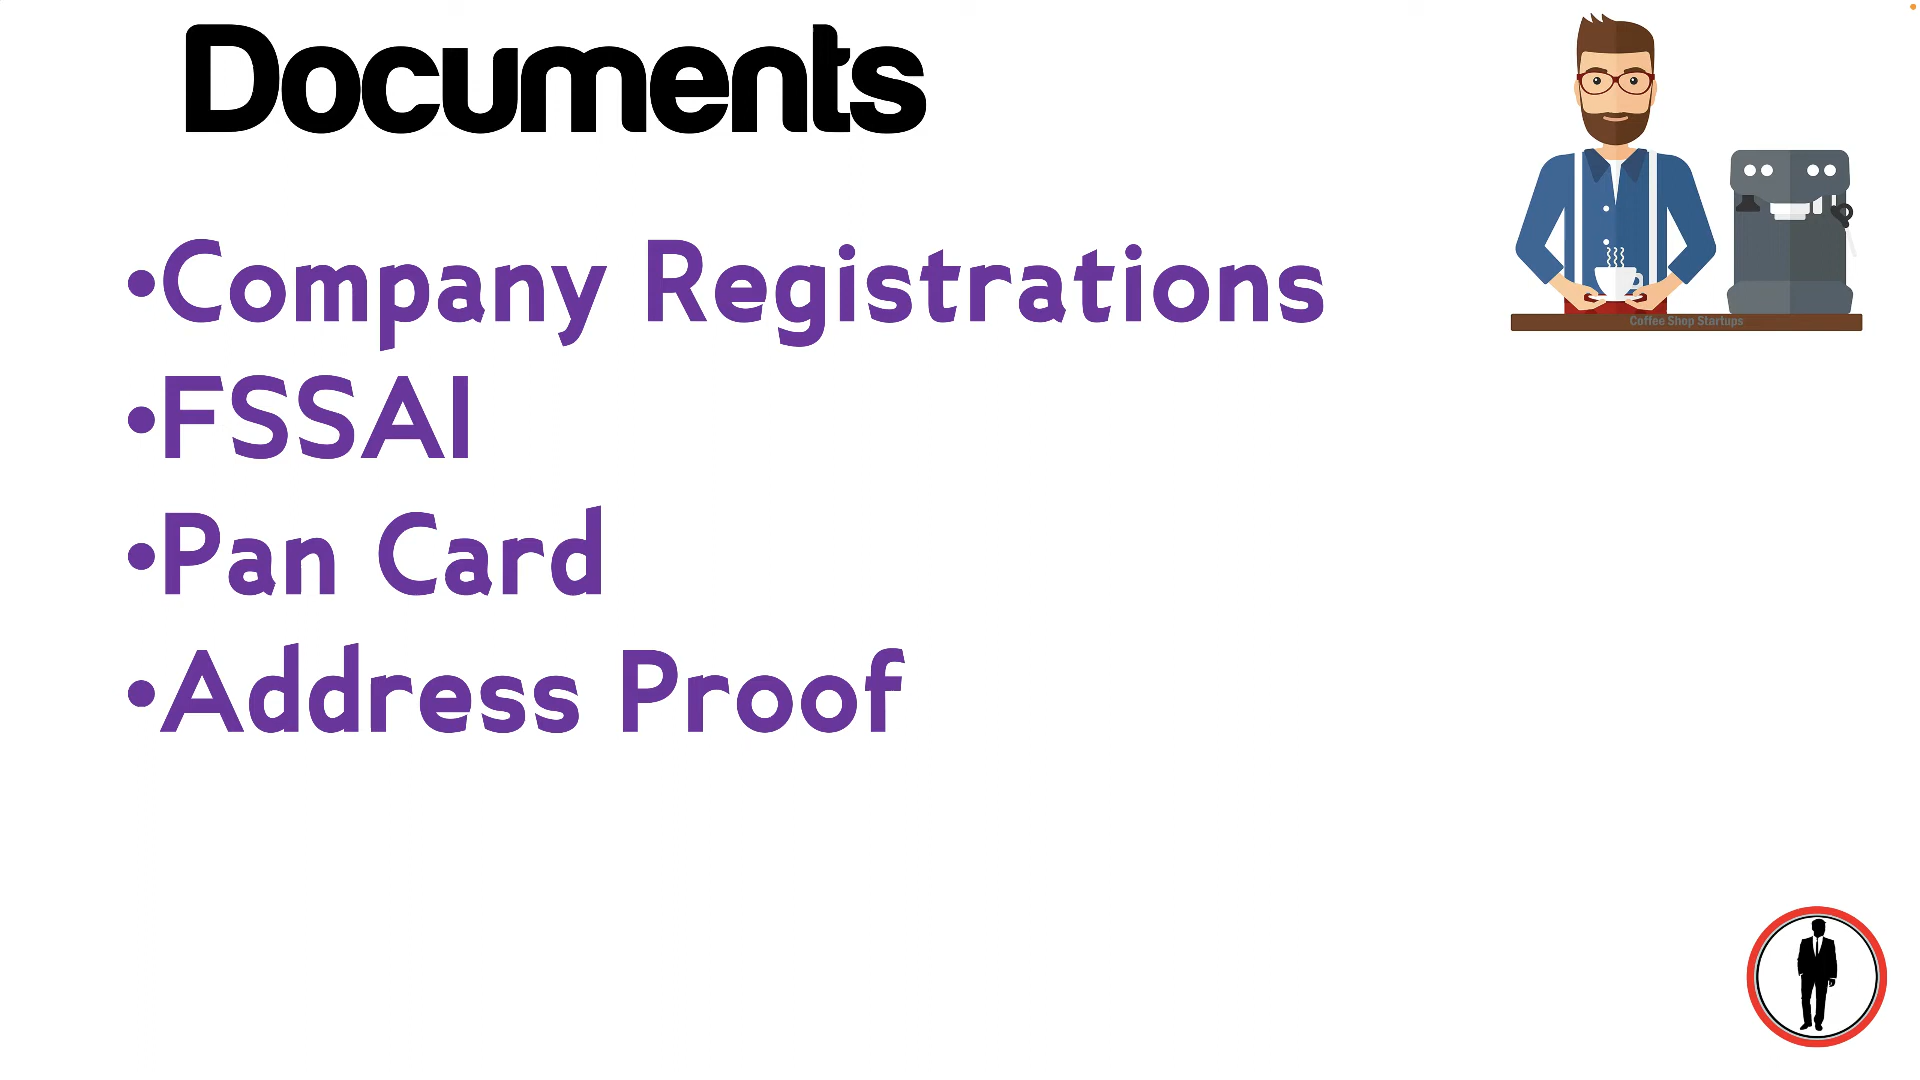 Documents
•Company Registrations
•FSSAI
•Pan Card
•Address Proof
Coffee Shop Startups